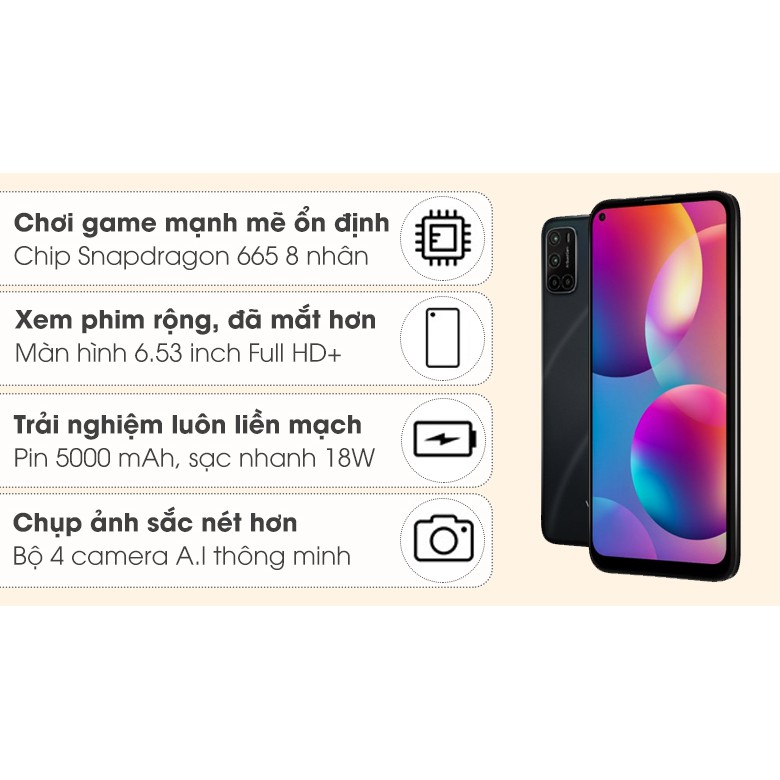 Chơi game mạnh mẽ ổn định
Chip Snapdragon 665 8 nhân
Xem phim rộng, đã mắt hơn
Màn hình 6.53 inch Full HD+
Trải nghiệm luôn liền mạch
Pin 5000 mAh, sạc nhanh 18W
Chụp ảnh sắc nét hơn
Bộ 4 camera A.I thông minh